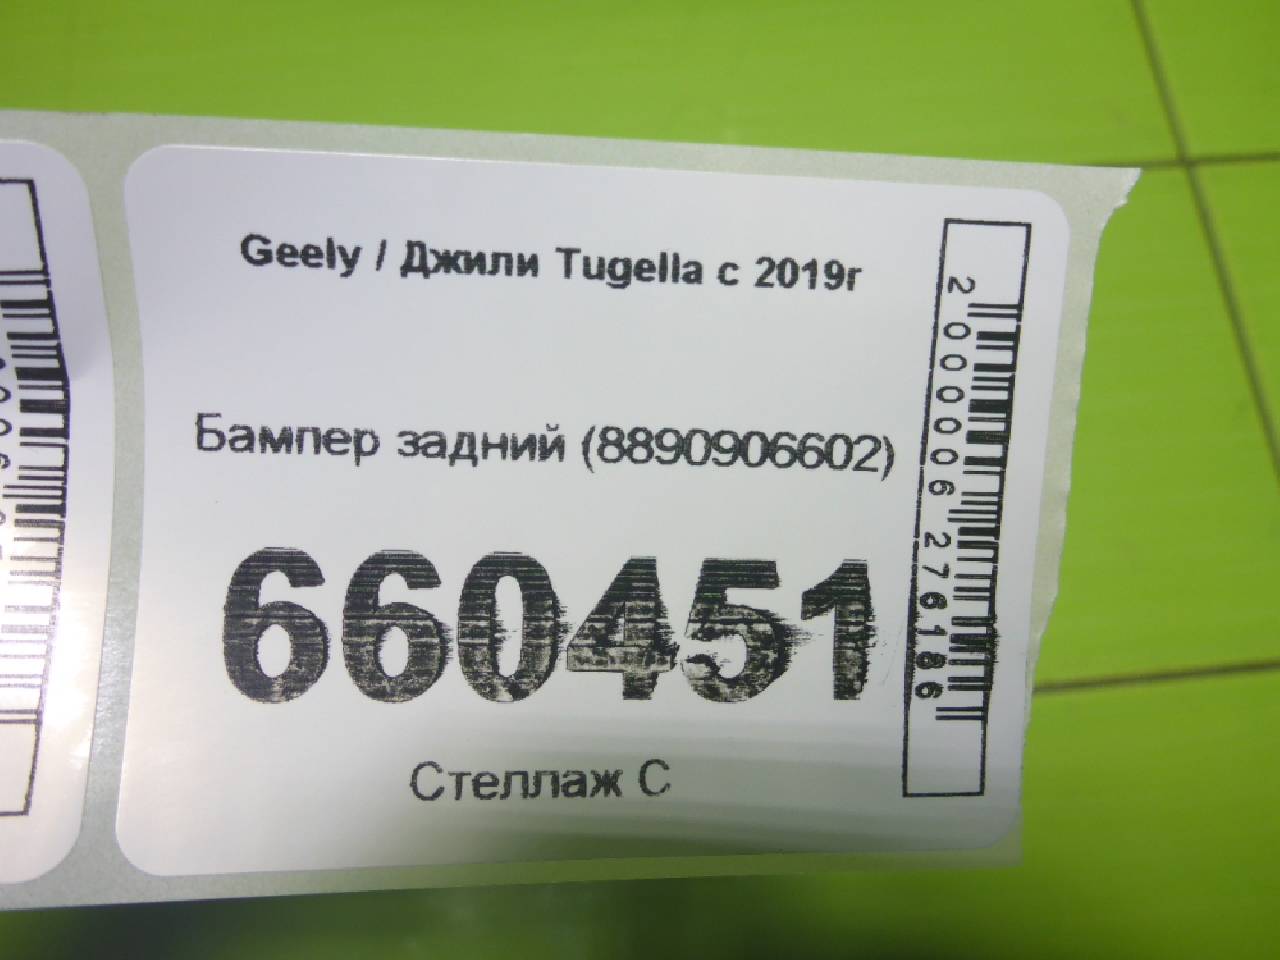 Geely / Джили Tugella с 2019г
Бампер задний (8890906602)
660451
Стеллаж С
2000006276186